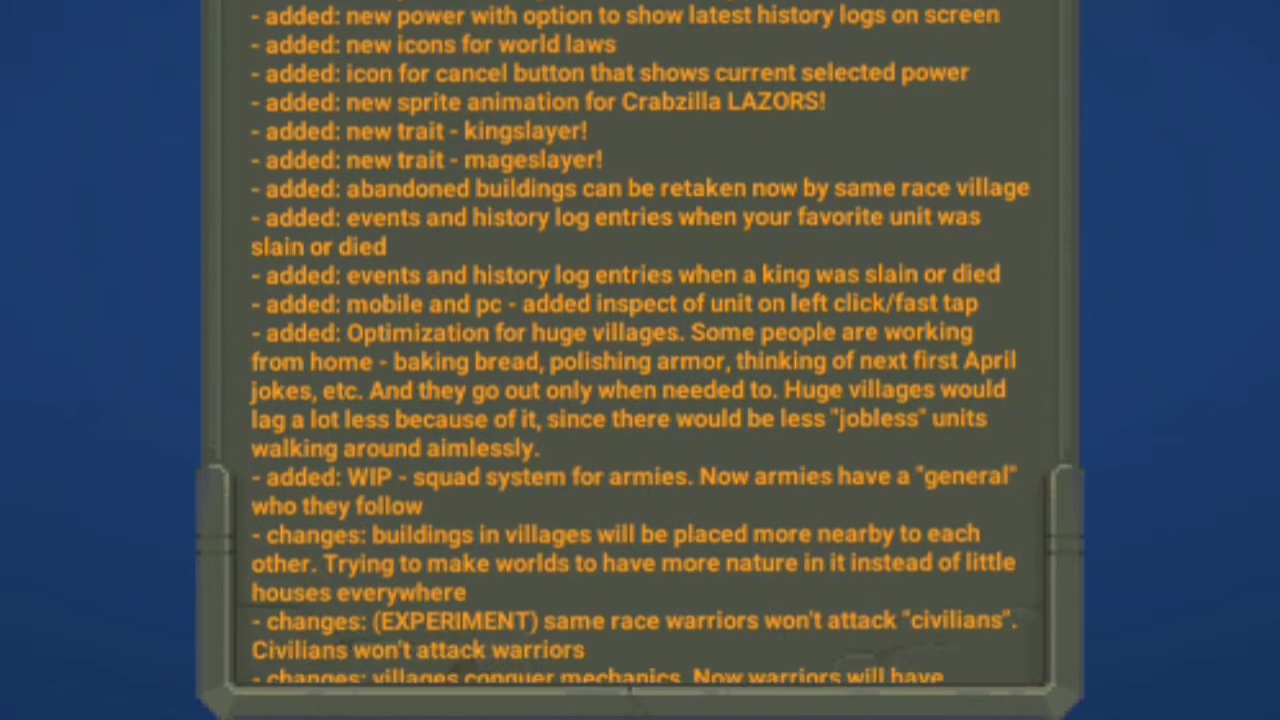 - added: new power with option to show latest history logs on screen
- added: new icons for world laws
- added: icon for cancel button that shows current selected power
- added: new sprite animation for Crabzilla LAZORS!
- added: new trait - kingslayer!
- added: new trait - mageslayer!
- added: abandoned buildings can be retaken now by same race village
- added: events and history log entries when your favorite unit was
slain or died
- added: events and history log entries when a king was slain or died
- added: mobile and pc - added inspect of unit on left click/fast tap
- added: Optimization for huge villages. Some people are working
from home - baking bread, polishing armor, thinking of next first April
jokes, etc. And they go out only when needed to. Huge villages would
lag a lot less because of it, since there would be less "jobless" units
walking around aimlessly.
- added: WIP - squad system for armies. Now armies have a "general"
who they follow
- changes: buildings in villages will be placed more nearby to each
other. Trying to make worlds to have more nature in it instead of little
houses everywhere
- changes: (EXPERIMENT) same race warriors won't attack "civilians".
Civilians won't attack warriors
- changes: villages conquer mechanics. Now warriors will have